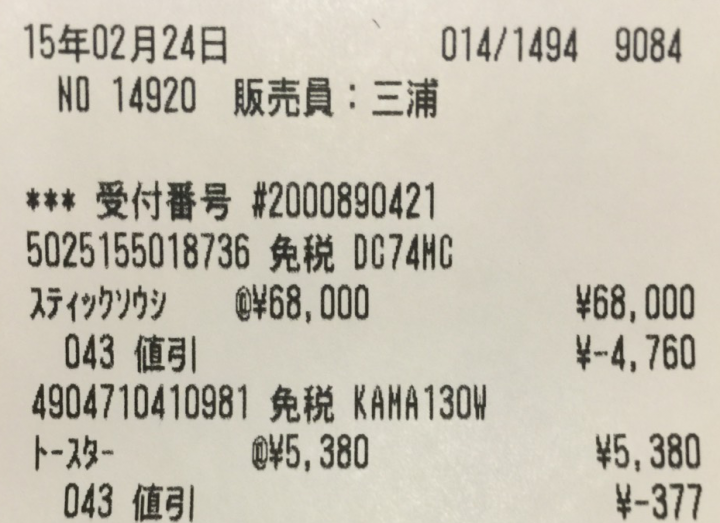 15年02月24日 014/1494 9084
NO 14920 販売員：三浦
*** 受付番号 #2000890421
5025155018736 免税 DC74MC
ｽﾃｨｯｸｿｳｼ @¥68,000 ¥68,000
043 値引 ¥-4,760
4904710410981 免税 KAMA130W
ﾄｰｽﾀｰ @¥5,380 ¥5,380
043 値引 ¥-377